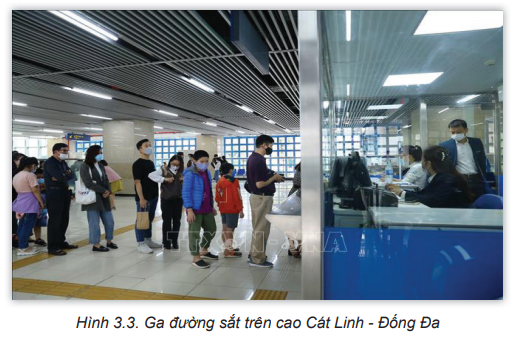 Hình 3.3. Ga đường sắt trên cao Cát Linh - Đống Đa